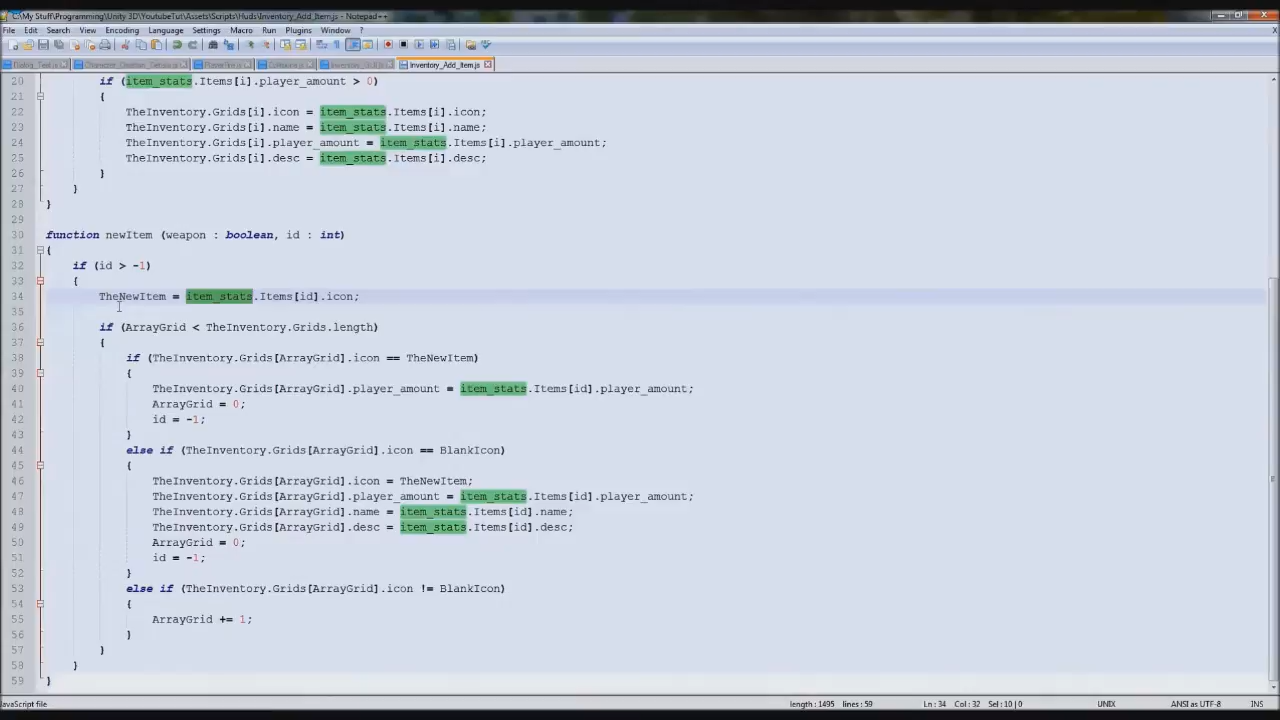 C:\My Stuff\Programming\Unity 3D\YoutubeTut\Assets\Scripts\Huds\Inventory_Add_Item.js - Notepad++
File Edit Search View Encoding Language Settings Macro Run Plugins Window ? X
Inventory_Add_Item.js
20 if (item_stats.Items[i].player_amount > 0)
21 {
22 TheInventory.Grids[i].icon = item_stats.Items[i].icon;
23 TheInventory.Grids[i].name = item_stats.Items[i].name;
24 TheInventory.Grids[i].player_amount = item_stats.Items[i].player_amount;
25 TheInventory.Grids[i].desc = item_stats.Items[i].desc;
26 }
27 }
28 }
29
30 function newItem (weapon : boolean, id : int)
31 {
32 if (id > -1)
33 {
34 TheNewItem = item_stats.Items[id].icon;
35
36 if (ArrayGrid < TheInventory.Grids.length)
37 {
38 if (TheInventory.Grids[ArrayGrid].icon == TheNewItem)
39 {
40 TheInventory.Grids[ArrayGrid].player_amount = item_stats.Items[id].player_amount;
41 ArrayGrid = 0;
42 id = -1;
43 }
44 else if (TheInventory.Grids[ArrayGrid].icon == BlankIcon)
45 {
46 TheInventory.Grids[ArrayGrid].icon = TheNewItem;
47 TheInventory.Grids[ArrayGrid].player_amount = item_stats.Items[id].player_amount;
48 TheInventory.Grids[ArrayGrid].name = item_stats.Items[id].name;
49 TheInventory.Grids[ArrayGrid].desc = item_stats.Items[id].desc;
50 ArrayGrid = 0;
51 id = -1;
52 }
53 else if (TheInventory.Grids[ArrayGrid].icon != BlankIcon)
54 {
55 ArrayGrid += 1;
56 }
57 }
58 }
59 }
JavaScript file length : 1495 lines : 59 Ln : 34 Col : 32 Sel : 10 | 0 UNIX ANSI as UTF-8 INS